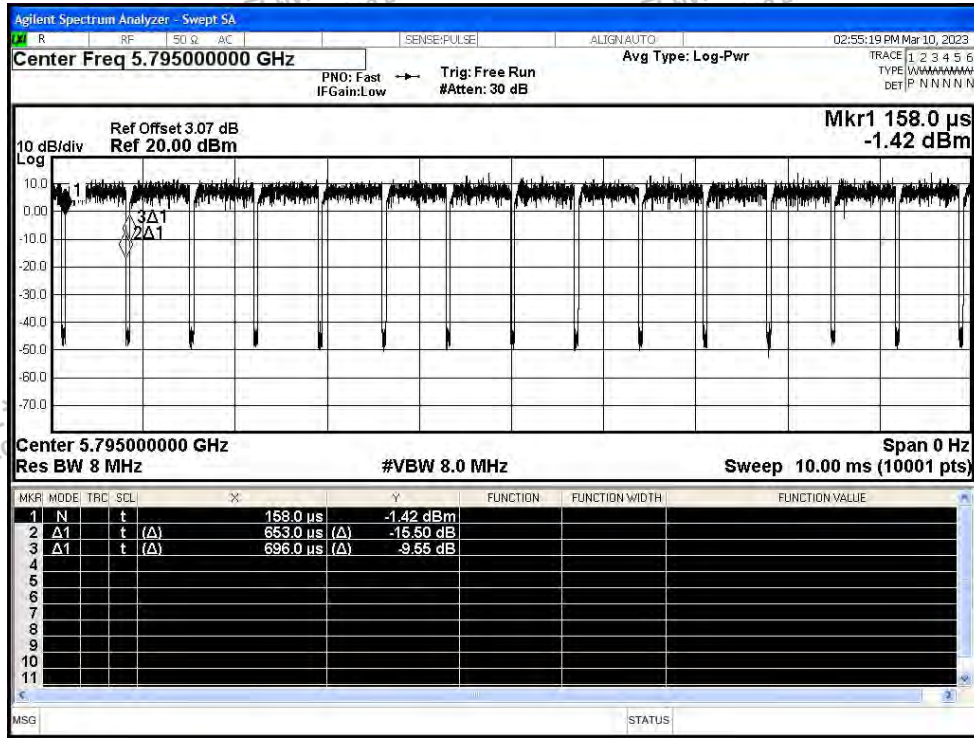 Agilent Spectrum Analyzer - Swept SA
LXI R RF 50 Ω AC SENSE:PULSE ALIGN AUTO 02:55:19 PM Mar 10, 2023
Center Freq 5.795000000 GHz
PNO: Fast
IFGain:Low
Trig: Free Run
#Atten: 30 dB
Avg Type: Log-Pwr
TRACE 1 2 3 4 5 6
TYPE WWWWWW
DET P N N N N N
Mkr1 158.0 µs
-1.42 dBm
Ref Offset 3.07 dB
10 dB/div Ref 20.00 dBm
Log
10.0
0.00
-10.0
-20.0
-30.0
-40.0
-50.0
-60.0
-70.0
1
3Δ1
2Δ1
Center 5.795000000 GHz Span 0 Hz
Res BW 8 MHz #VBW 8.0 MHz Sweep 10.00 ms (10001 pts)
MKR MODE TRC SCL X Y FUNCTION FUNCTION WIDTH FUNCTION VALUE
1 N t 158.0 µs -1.42 dBm
2 Δ1 t (Δ) 653.0 µs (Δ) -15.50 dB
3 Δ1 t (Δ) 696.0 µs (Δ) -9.55 dB
4
5
6
7
8
9
10
11
MSG STATUS